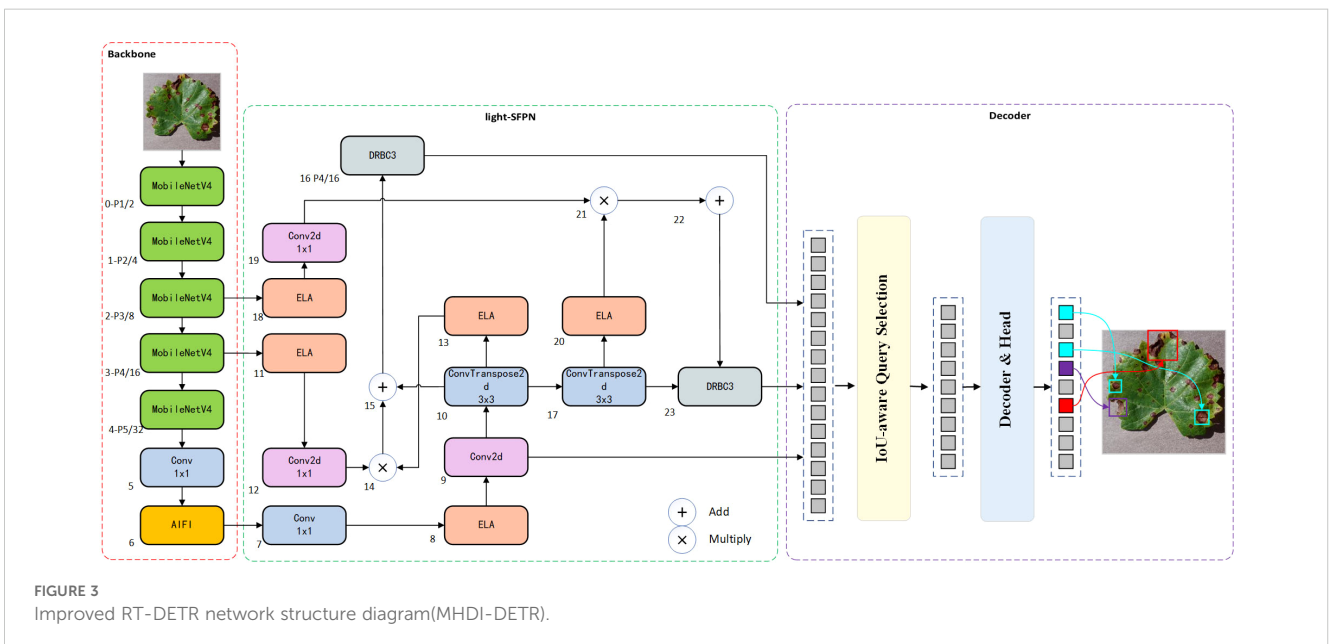 Backbone
light-SFPN
Decoder
DRBC3
16 P4/16
MobileNetV4
0-P1/2
21
22
Conv2d
1x1
19
MobileNetV4
1-P2/4
MobileNetV4
2-P3/8
ELA
18
ELA
13
ELA
20
MobileNetV4
3-P4/16
ELA
11
15
ConvTranspose2
d
3x3
10
ConvTranspose2
d
3x3
17
DRBC3
23
MobileNetV4
4-P5/32
Conv
1x1
5
Conv2d
1x1
12
14
Conv2d
9
AIFI
6
Conv
1x1
7
ELA
8
+ Add
× Multiply
IoU-aware Query Selection
Decoder & Head
FIGURE 3
Improved RT-DETR network structure diagram(MHDI-DETR).